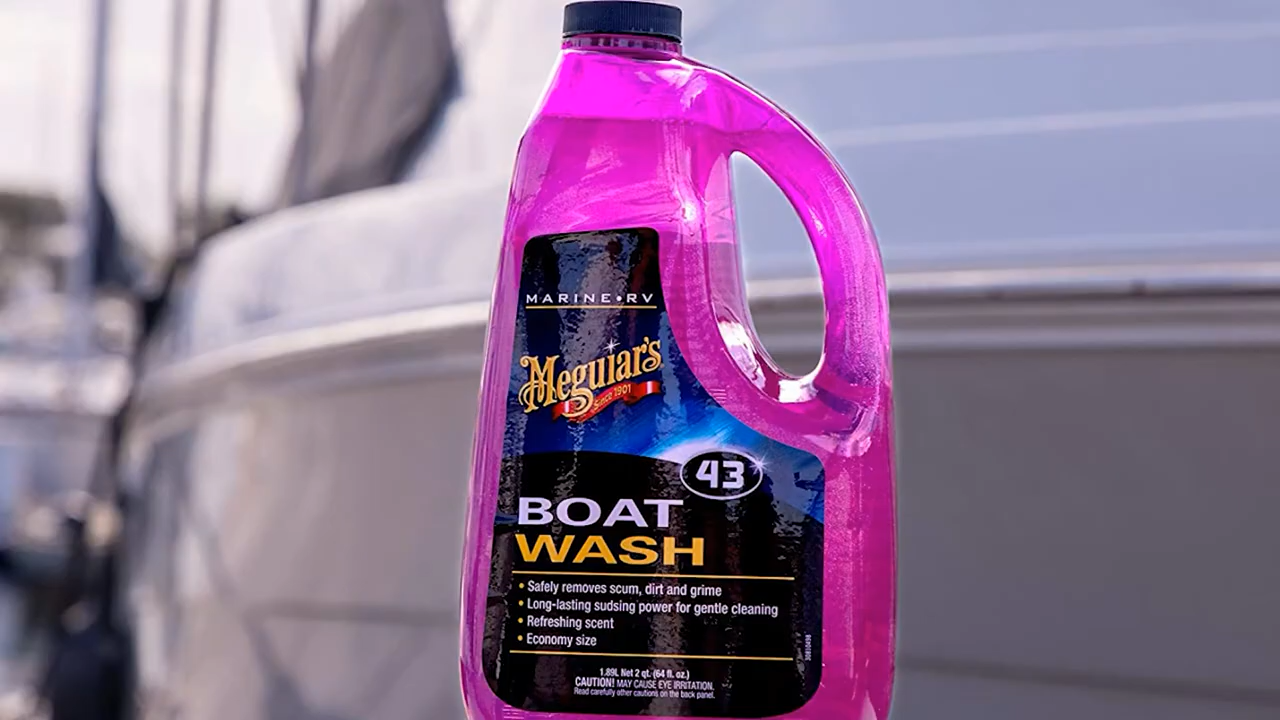 MARINE•RV
Meguiar's
Since 1901
43
BOAT
WASH
• Safely removes scum, dirt and grime
• Long-lasting sudsing power for gentle cleaning
• Refreshing scent
• Economy size
1.89L Net 2 qt. (64 fl. oz.)
CAUTION! MAY CAUSE EYE IRRITATION.
Read carefully other cautions on the back panel.